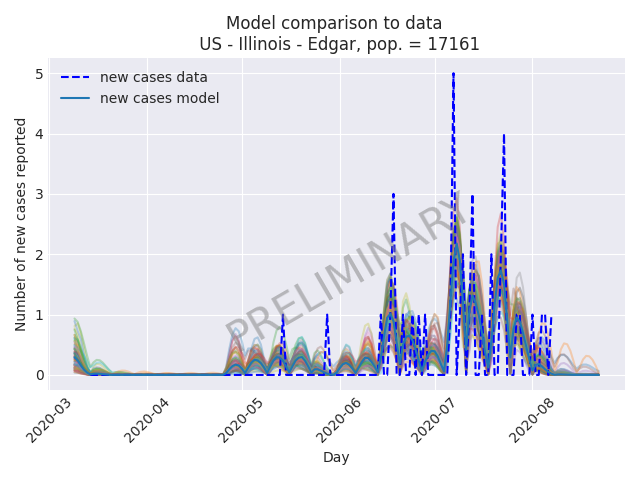 Model comparison to data
US - Illinois - Edgar, pop. = 17161
new cases data
new cases model
PRELIMINARY
Number of new cases reported
5
4
3
2
1
0
2020-03
2020-04
2020-05
2020-06
2020-07
2020-08
Day